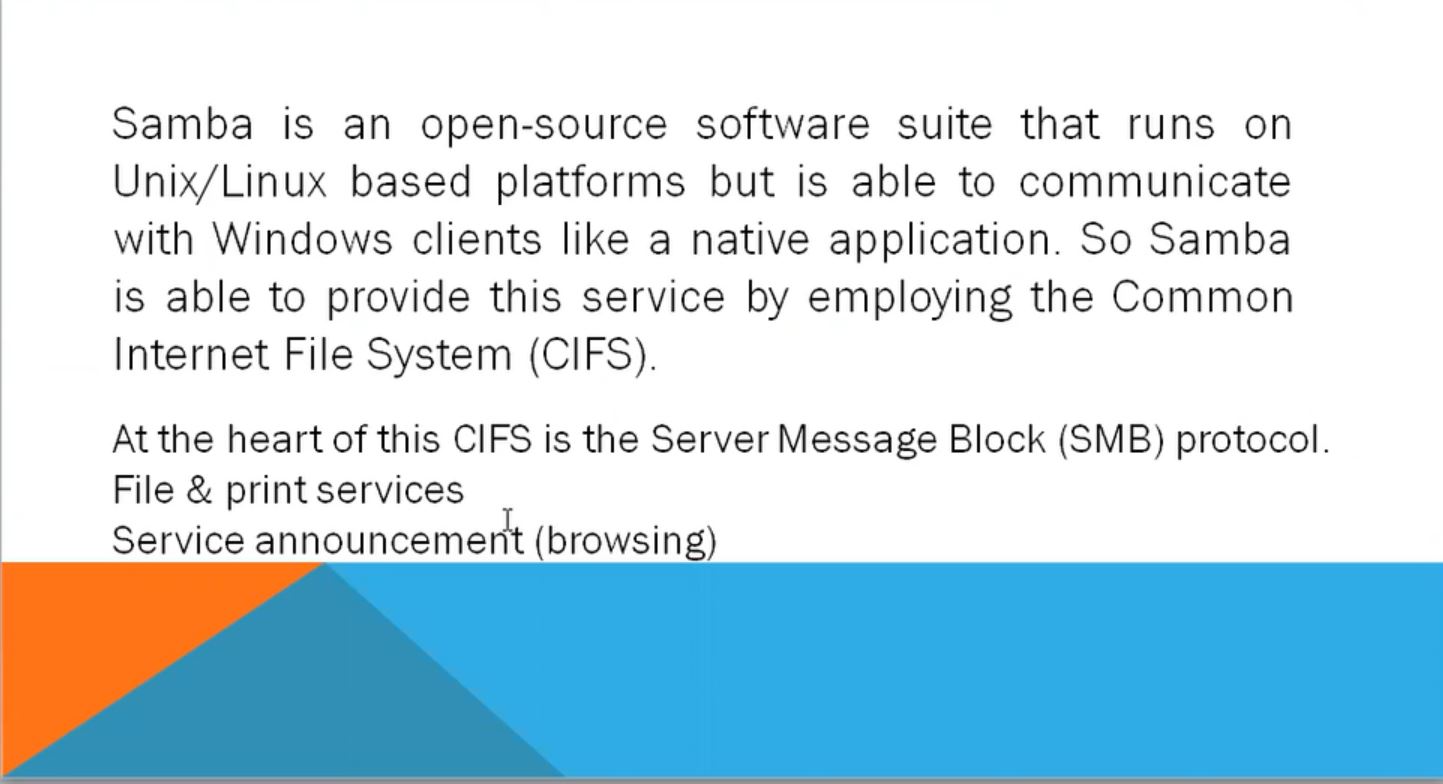 Samba is an open-source software suite that runs on
Unix/Linux based platforms but is able to communicate
with Windows clients like a native application. So Samba
is able to provide this service by employing the Common
Internet File System (CIFS).
At the heart of this CIFS is the Server Message Block (SMB) protocol.
File & print services
Service announcement (browsing)